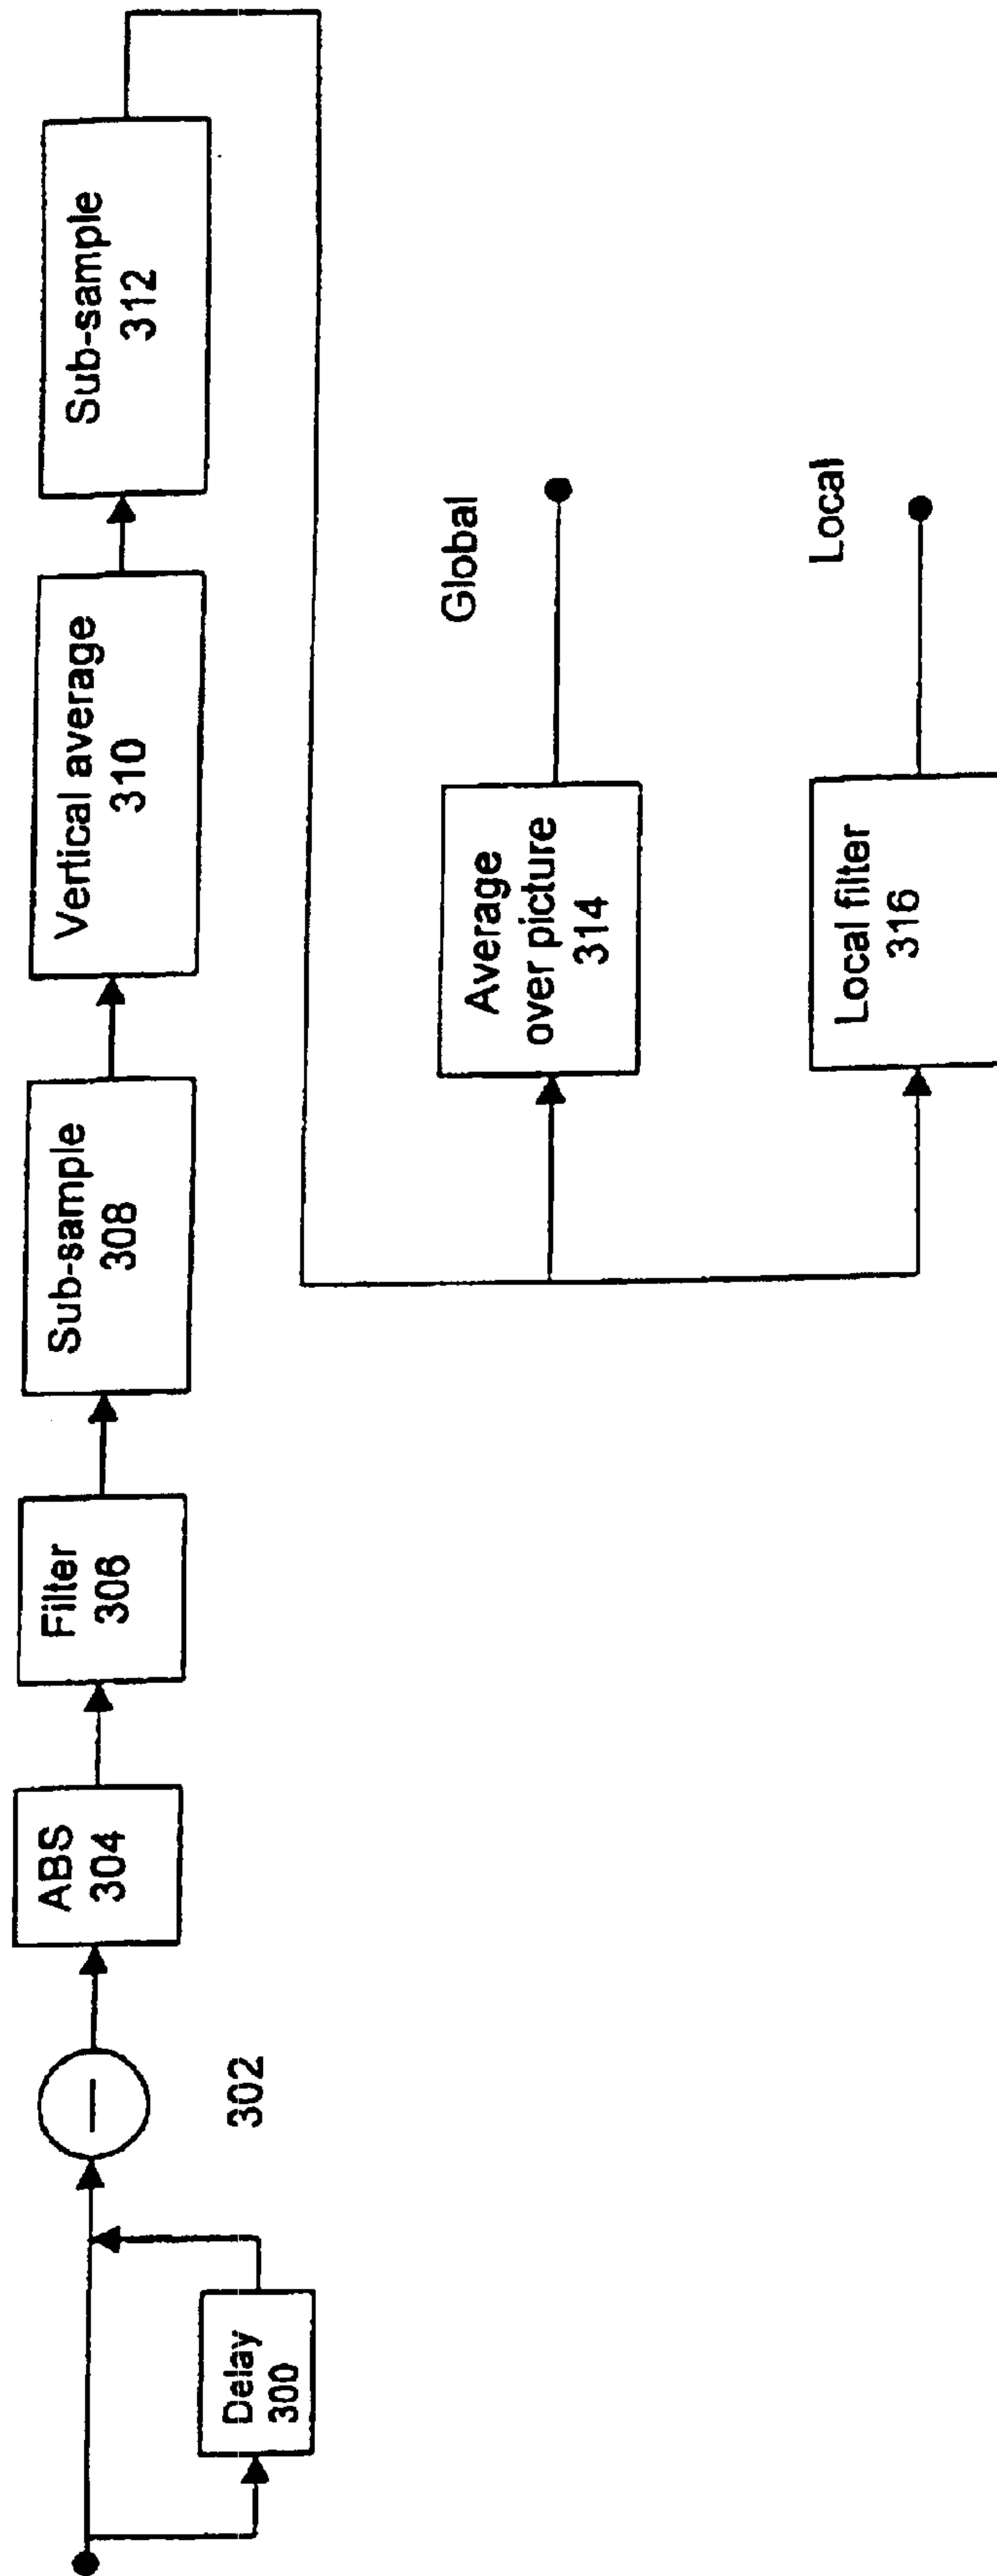 Delay
300
302
ABS
304
Filter
306
Sub-sample
308
Vertical average
310
Sub-sample
312
Average
over picture
314
Global
Local filter
316
Local